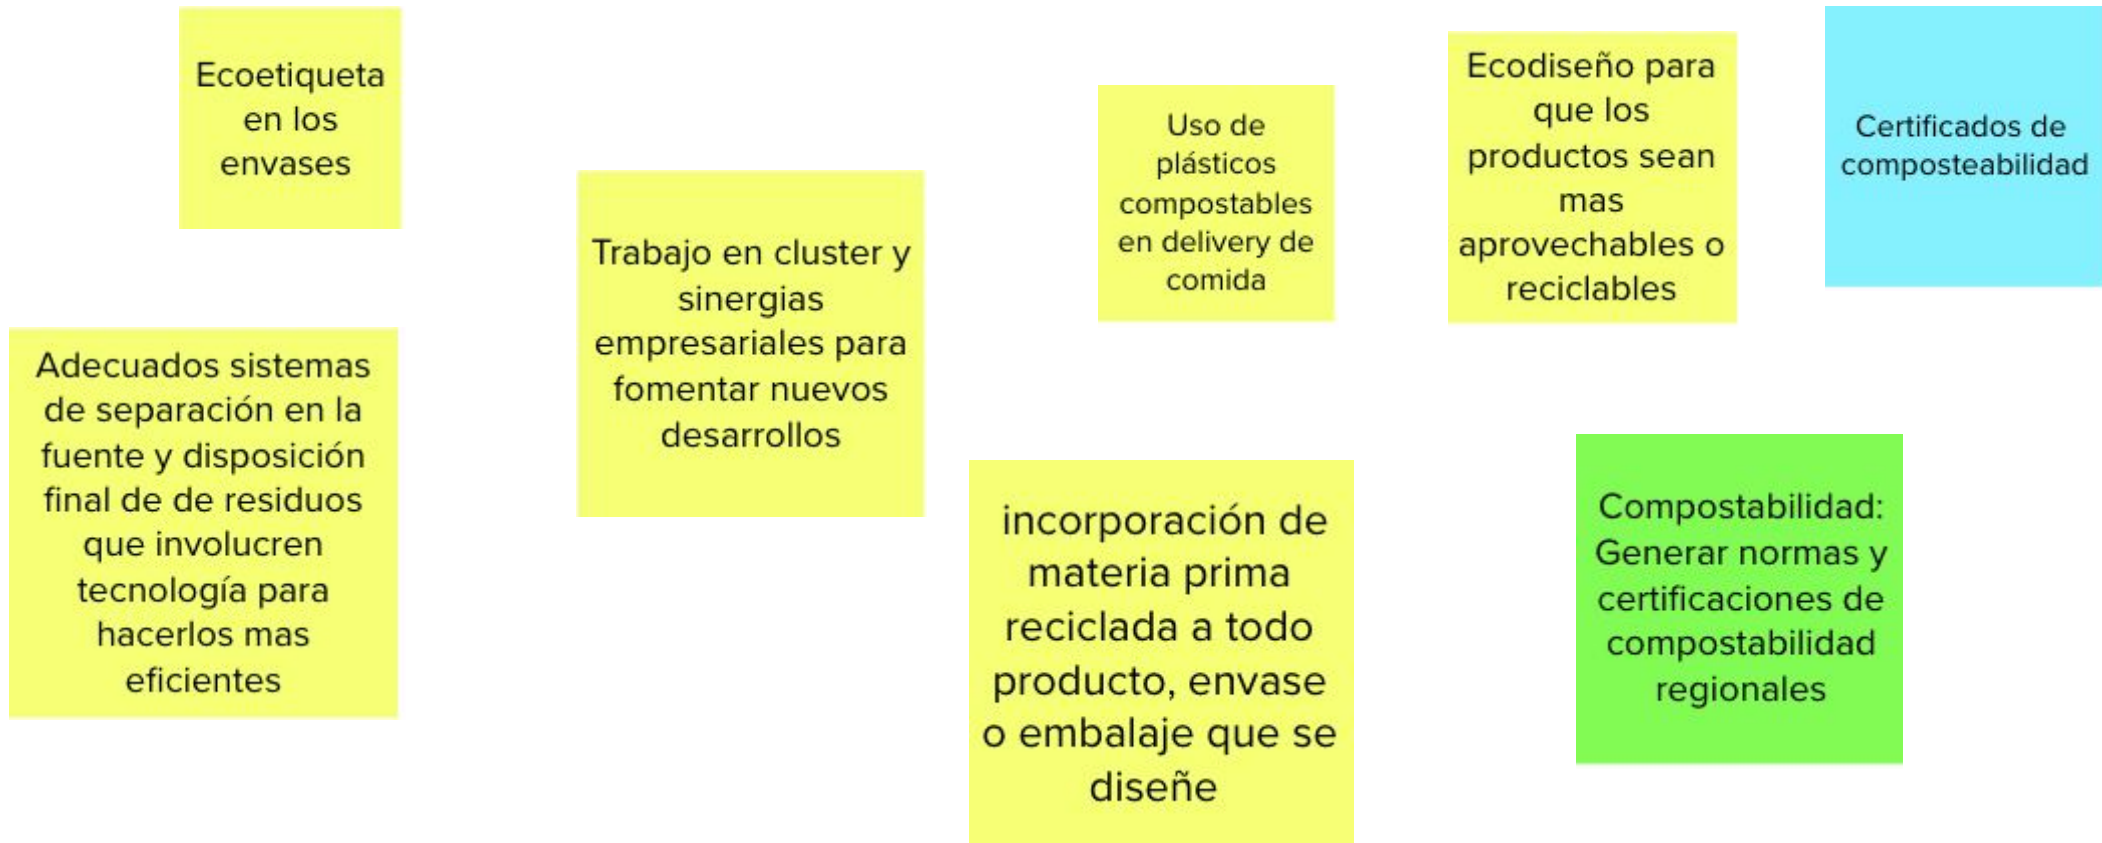 Ecoetiqueta
en los
envases
Adecuados sistemas
de separación en la
fuente y disposición
final de de residuos
que involucren
tecnología para
hacerlos mas
eficientes
Trabajo en cluster y
sinergias
empresariales para
fomentar nuevos
desarrollos
Uso de
plásticos
compostables
en delivery de
comida
incorporación de
materia prima
reciclada a todo
producto, envase
o embalaje que se
diseñe
Ecodiseño para
que los
productos sean
mas
aprovechables o
reciclables
Certificados de
composteabilidad
Compostabilidad:
Generar normas y
certificaciones de
compostabilidad
regionales